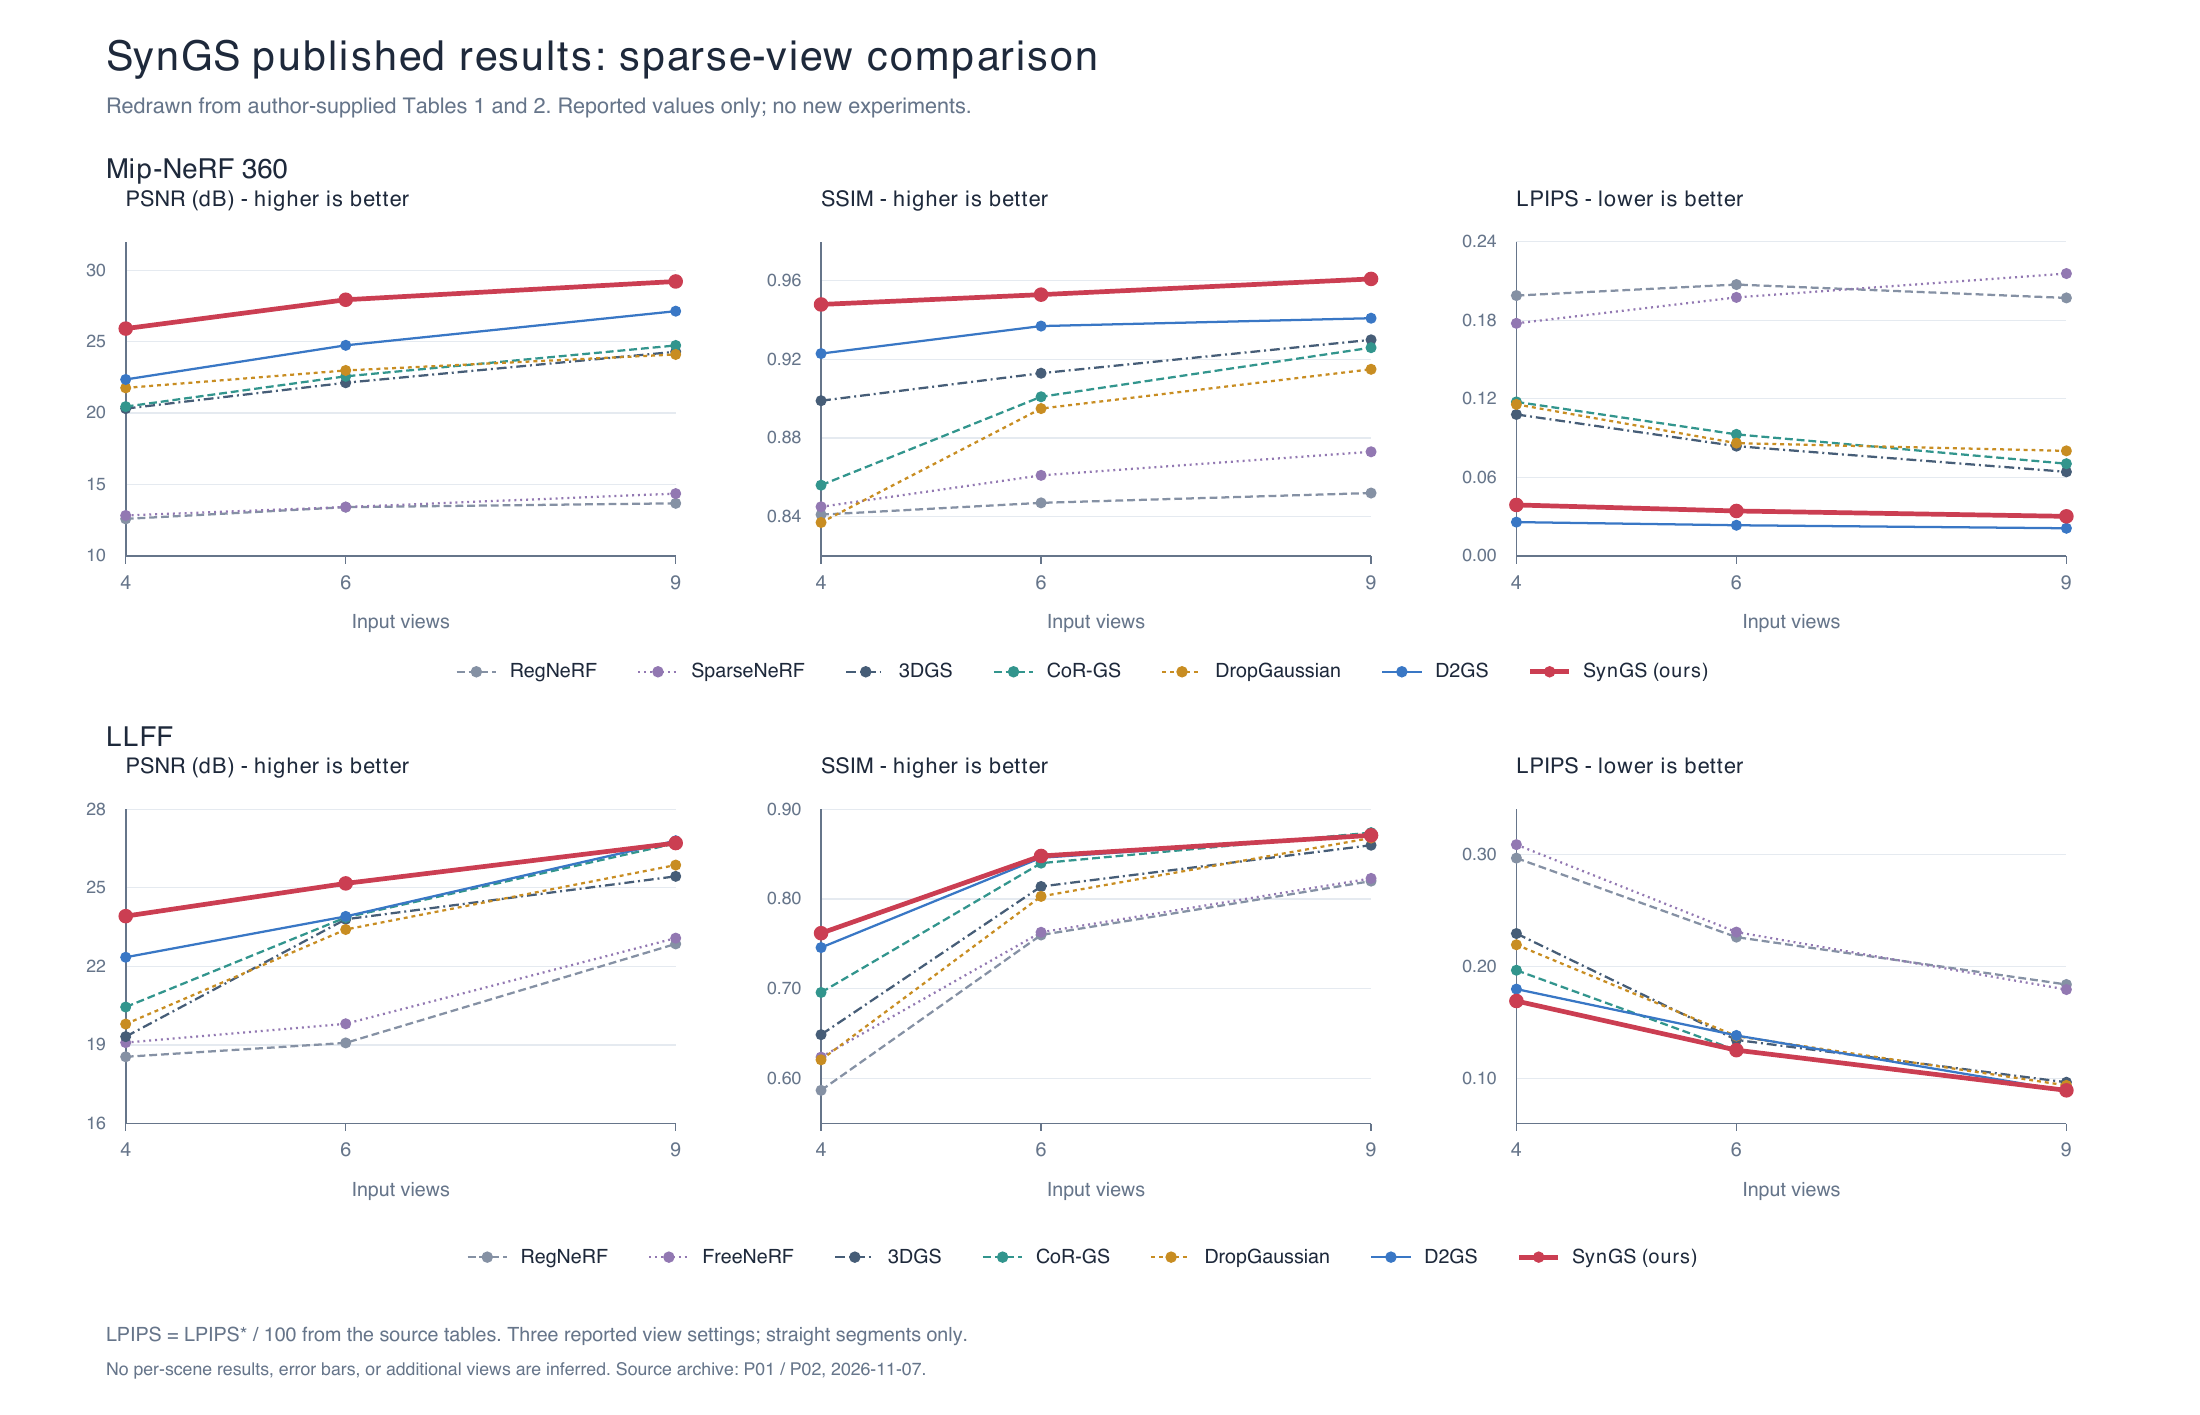 SynGS published results: sparse-view comparison
Redrawn from author-supplied Tables 1 and 2. Reported values only; no new experiments.
Mip-NeRF 360
PSNR (dB) - higher is better
30
25
20
15
10
4 6 9
Input views
SSIM - higher is better
0.96
0.92
0.88
0.84
4 6 9
Input views
LPIPS - lower is better
0.24
0.18
0.12
0.06
0.00
4 6 9
Input views
RegNeRF SparseNeRF 3DGS CoR-GS DropGaussian D2GS SynGS (ours)
LLFF
PSNR (dB) - higher is better
28
25
22
19
16
4 6 9
Input views
SSIM - higher is better
0.90
0.80
0.70
0.60
4 6 9
Input views
LPIPS - lower is better
0.30
0.20
0.10
4 6 9
Input views
RegNeRF FreeNeRF 3DGS CoR-GS DropGaussian D2GS SynGS (ours)
LPIPS = LPIPS* / 100 from the source tables. Three reported view settings; straight segments only.
No per-scene results, error bars, or additional views are inferred. Source archive: P01 / P02, 2026-11-07.